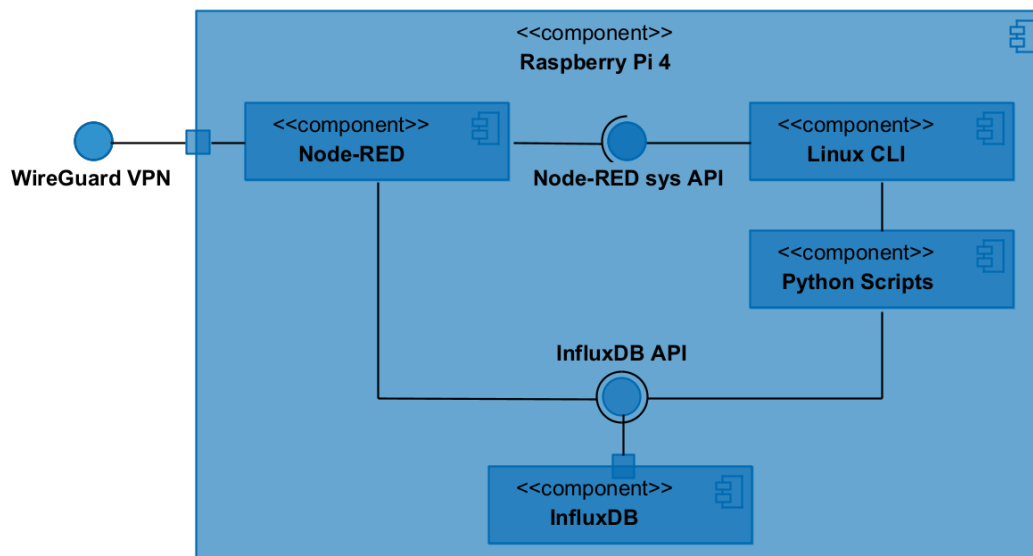 <<component>>
Raspberry Pi 4
<<component>>
Node-RED
<<component>>
Linux CLI
WireGuard VPN
Node-RED sys API
<<component>>
Python Scripts
InfluxDB API
<<component>>
InfluxDB